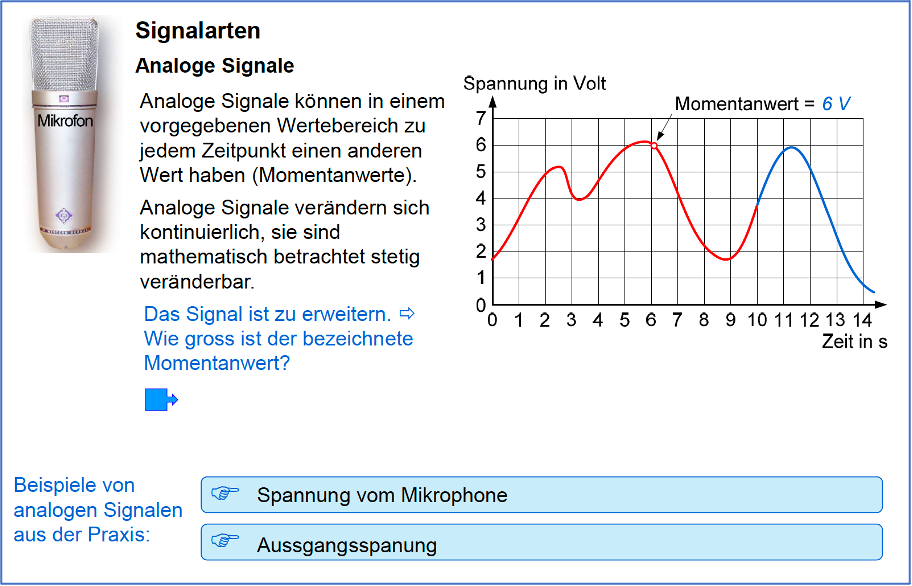 Signalarten
Analoge Signale
Mikrofon
Analoge Signale können in einem
vorgegebenen Wertebereich zu
jedem Zeitpunkt einen anderen
Wert haben (Momentanwerte).
Analoge Signale verändern sich
kontinuierlich, sie sind
mathematisch betrachtet stetig
veränderbar.
Das Signal ist zu erweitern. ⇨
Wie gross ist der bezeichnete
Momentanwert?
Spannung in Volt
Momentanwert = 6 V
7
6
5
4
3
2
1
0
0 1 2 3 4 5 6 7 8 9 10 11 12 13 14
Zeit in s
Beispiele von
analogen Signalen
aus der Praxis:
Spannung vom Mikrophone
Aussgangsspanung